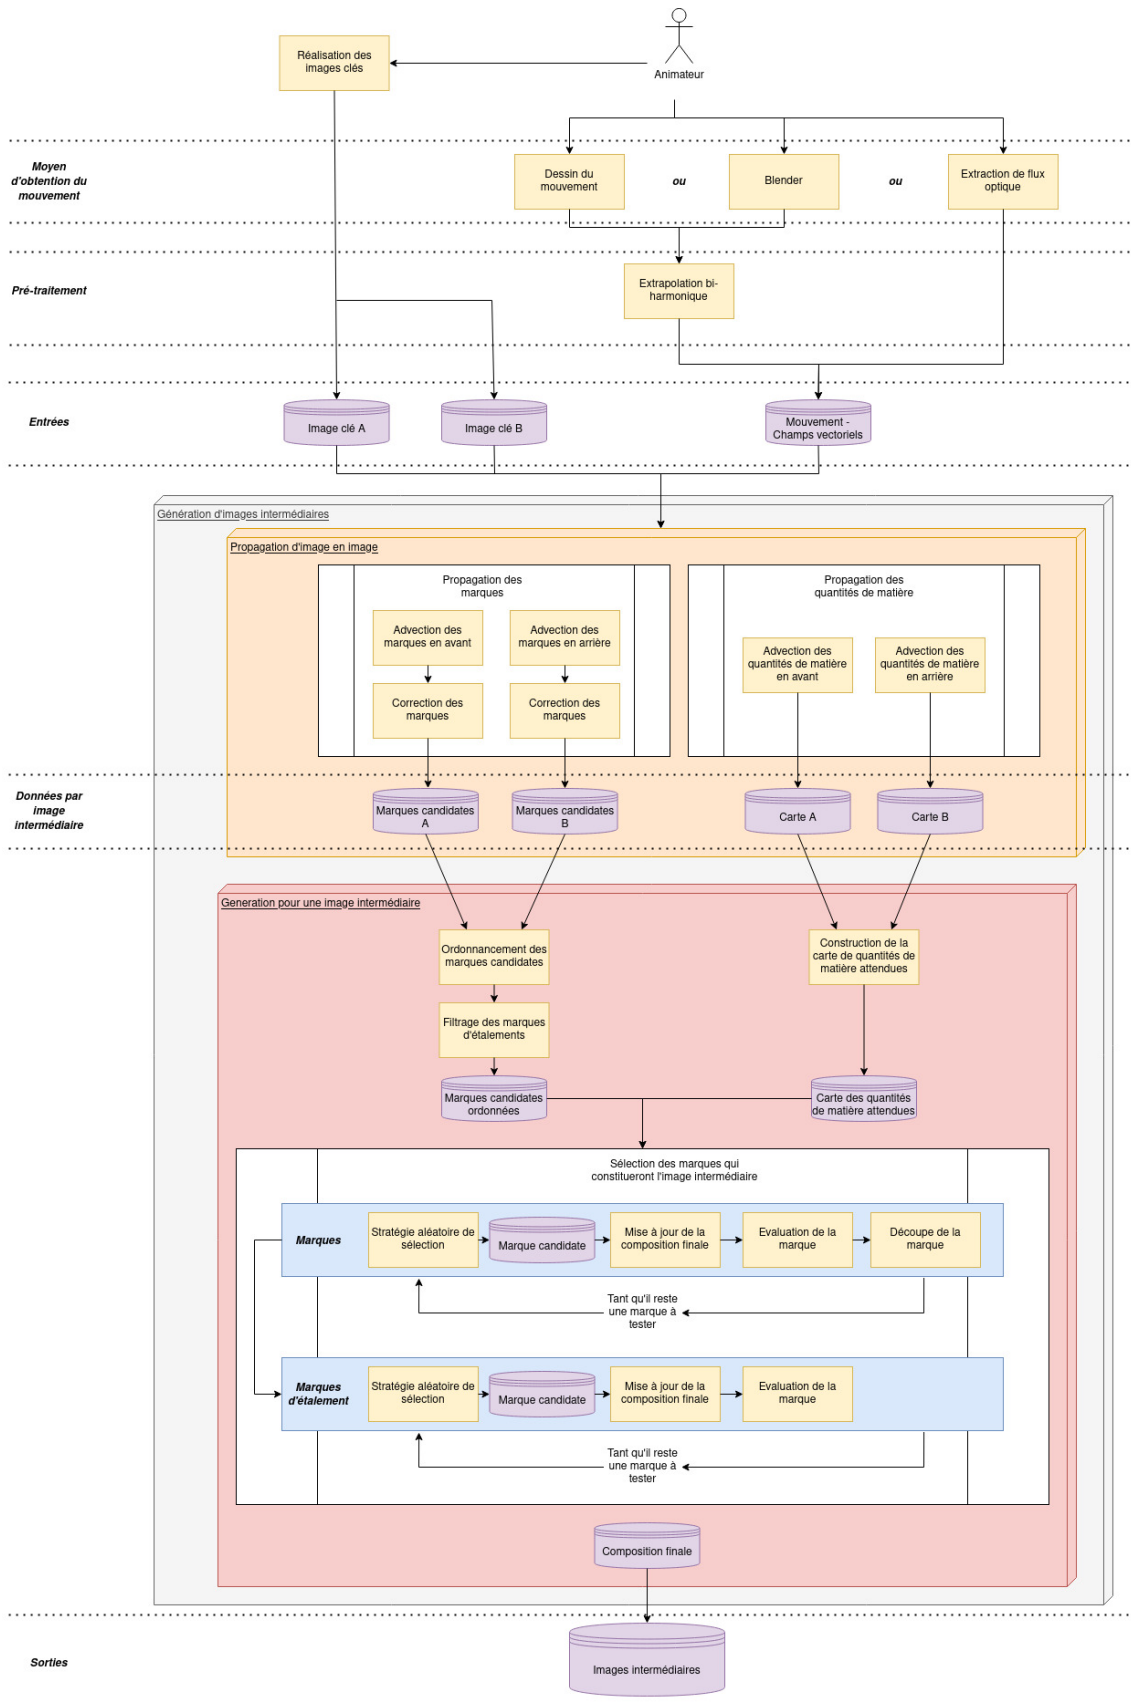 Réalisation des
images clés
Animateur
Moyen
d'obtention du
mouvement
Dessin du
mouvement
ou
Blender
ou
Extraction de flux
optique
Pré-traitement
Extrapolation bi-
harmonique
Entrées
Image clé A
Image clé B
Mouvement -
Champs vectoriels
Génération d'images intermédiaires
Propagation d'image en image
Propagation des
marques
Propagation des
quantités de matière
Advection des
marques en avant
Advection des
marques en arrière
Advection des
quantités de matière
en avant
Advection des
quantités de matière
en arrière
Correction des
marques
Correction des
marques
Données par
image
intermédiaire
Marques candidates
A
Marques candidates
B
Carte A
Carte B
Generation pour une image intermédiaire
Ordonnancement des
marques candidates
Construction de la
carte de quantités de
matière attendues
Filtrage des marques
d'étalements
Marques candidates
ordonnées
Carte des quantités
de matière attendues
Sélection des marques qui
constitueront l'image intermédiaire
Marques
Stratégie aléatoire de
sélection
Marque candidate
Mise à jour de la
composition finale
Evaluation de la
marque
Découpe de la
marque
Tant qu'il reste
une marque à
tester
Marques
d'étalement
Stratégie aléatoire de
sélection
Marque candidate
Mise à jour de la
composition finale
Evaluation de la
marque
Tant qu'il reste
une marque à
tester
Composition finale
Sorties
Images intermédiaires